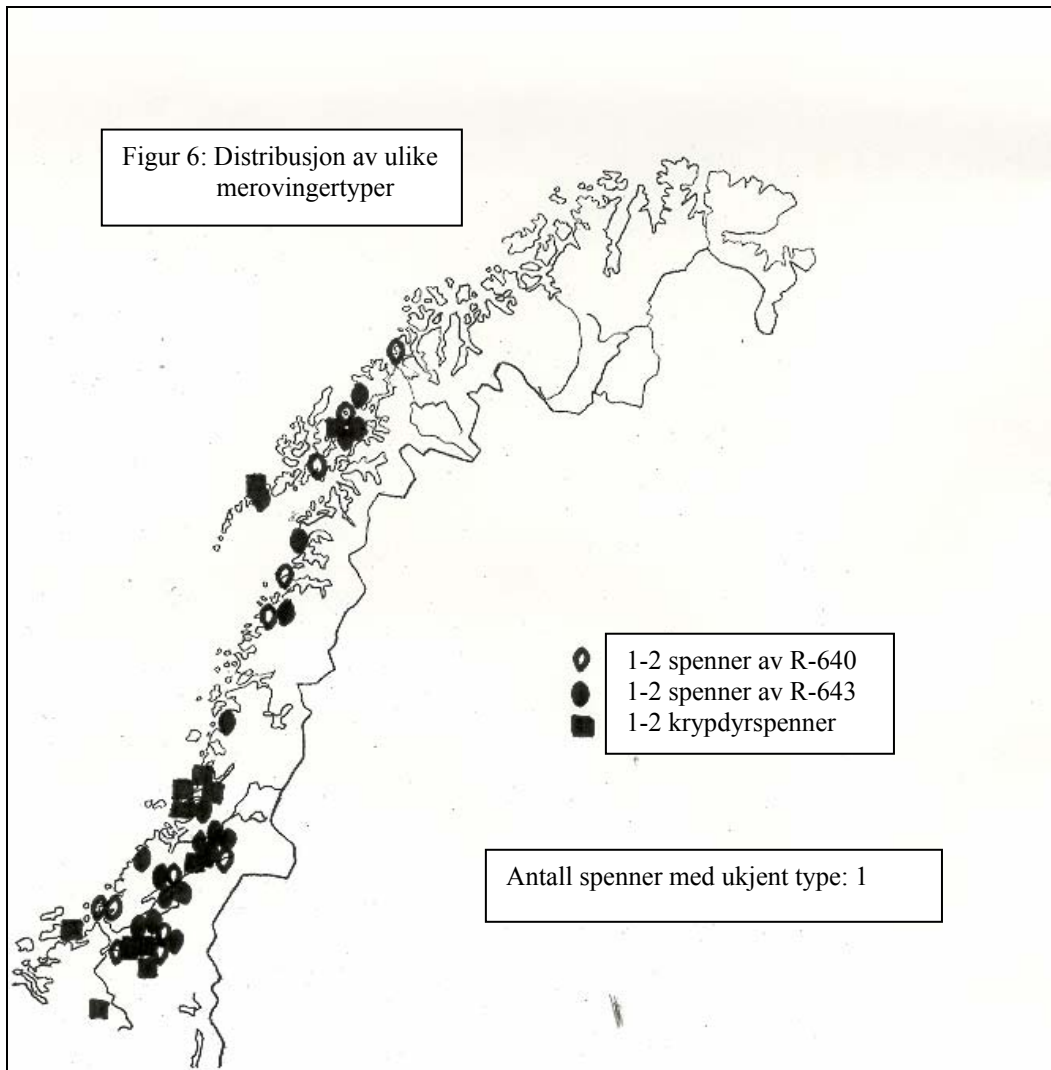 Figur 6: Distribusjon av ulike
merovingertyper
1-2 spenner av R-640
1-2 spenner av R-643
1-2 krypdyrspenner
Antall spenner med ukjent type: 1